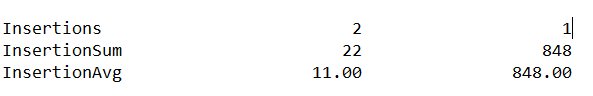 Insertions 2 1
InsertionSum 22 848
InsertionAvg 11.00 848.00